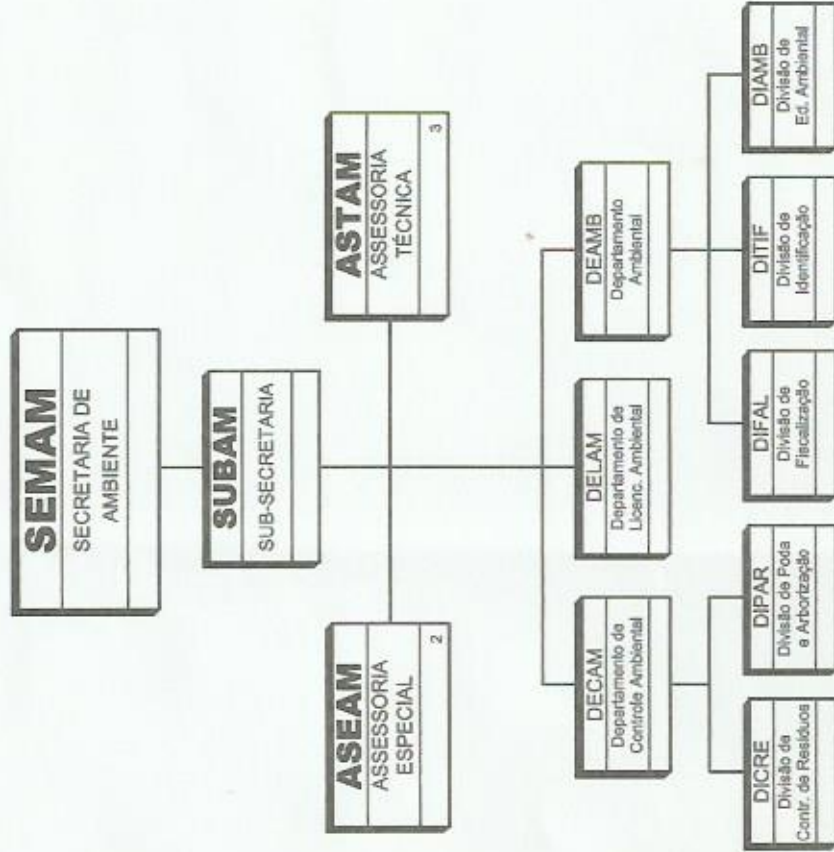 SEMAM
SECRETARIA DE
AMBIENTE
SUBAM
SUB-SECRETARIA
ASEAM
ASSESSORIA
ESPECIAL
2
ASTAM
ASSESSORIA
TÉCNICA
3
DECAM
Departamento de
Controle Ambiental
DELAM
Departamento de
Licenc. Ambiental
DEAMB
Departamento
Ambiental
DICRE
Divisão de
Contr. de Resíduos
DIPAR
Divisão de Poda
e Arborização
DIFAL
Divisão de
Fiscalização
DITIF
Divisão de
Identificação
DIAMB
Divisão de
Ed. Ambiental